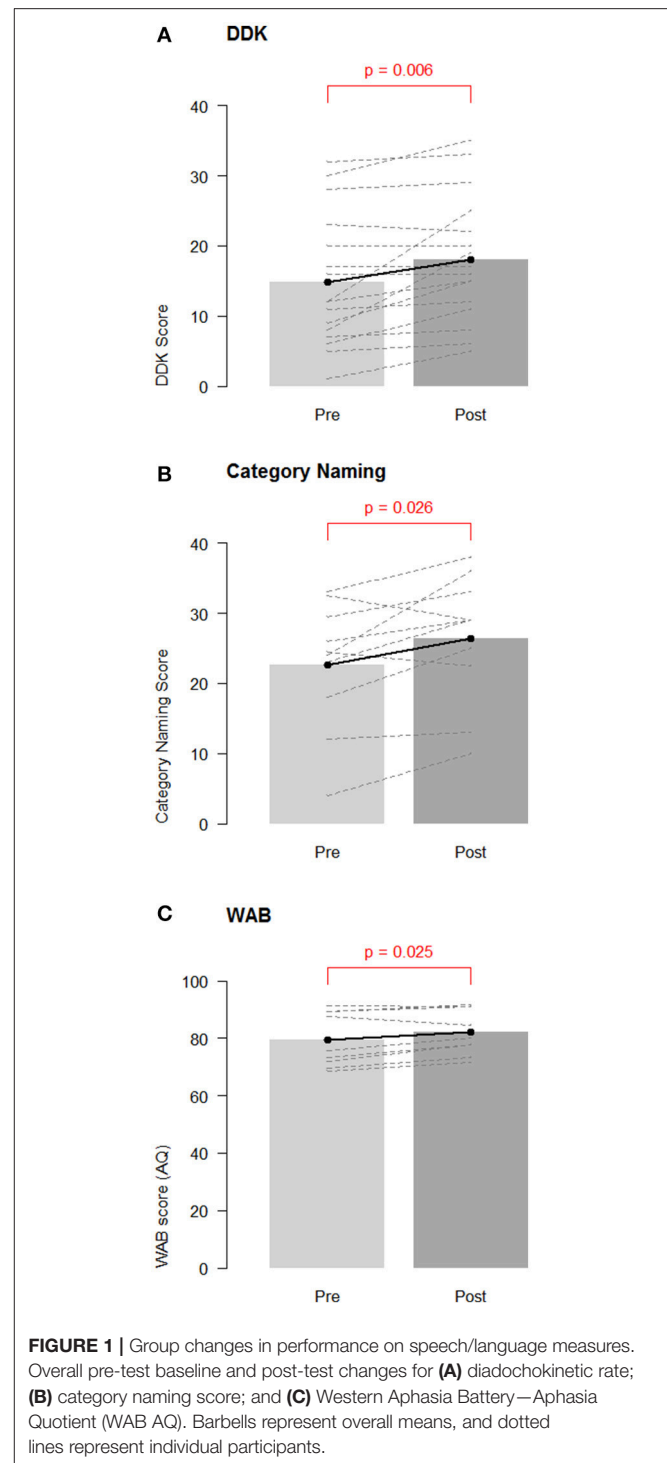 A DDK
p = 0.006
40
30
20
10
0
DDK Score
Pre Post
B Category Naming
p = 0.026
40
30
20
10
0
Category Naming Score
Pre Post
C WAB
p = 0.025
100
80
60
40
20
0
WAB score (AQ)
Pre Post
FIGURE 1 | Group changes in performance on speech/language measures.
Overall pre-test baseline and post-test changes for (A) diadochokinetic rate;
(B) category naming score; and (C) Western Aphasia Battery—Aphasia
Quotient (WAB AQ). Barbells represent overall means, and dotted
lines represent individual participants.